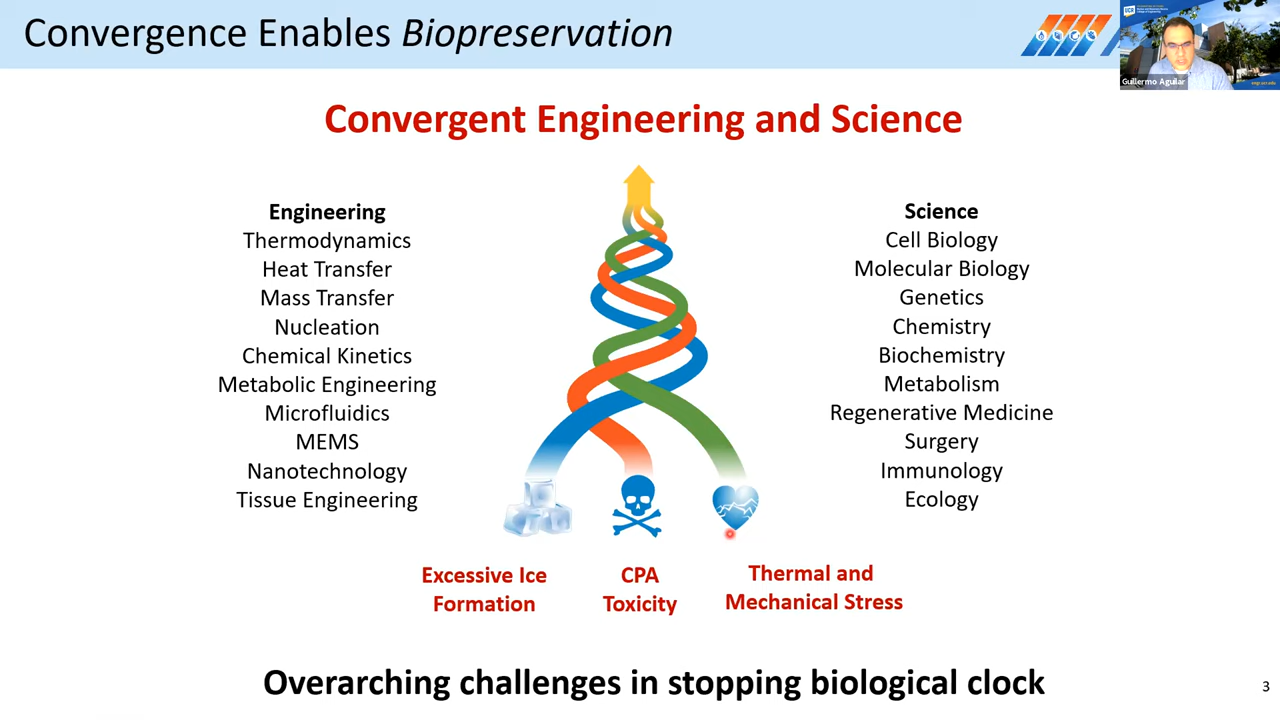 Convergence Enables Biopreservation
UCR
Guillermo Aguilar
Convergent Engineering and Science
Engineering
Thermodynamics
Heat Transfer
Mass Transfer
Nucleation
Chemical Kinetics
Metabolic Engineering
Microfluidics
MEMS
Nanotechnology
Tissue Engineering
Science
Cell Biology
Molecular Biology
Genetics
Chemistry
Biochemistry
Metabolism
Regenerative Medicine
Surgery
Immunology
Ecology
Excessive Ice
Formation
CPA
Toxicity
Thermal and
Mechanical Stress
Overarching challenges in stopping biological clock
3